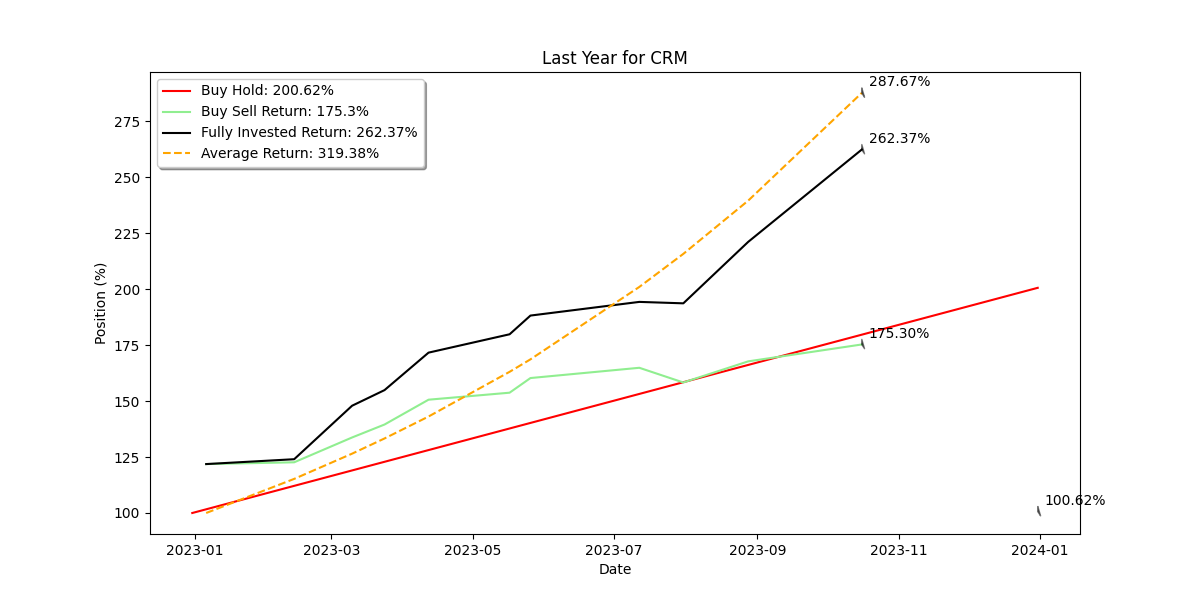 Last Year for CRM
Buy Hold: 200.62%
Buy Sell Return: 175.3%
Fully Invested Return: 262.37%
Average Return: 319.38%
287.67%
262.37%
175.30%
100.62%
275
250
225
200
175
150
125
100
Position (%)
2023-01 2023-03 2023-05 2023-07 2023-09 2023-11 2024-01
Date